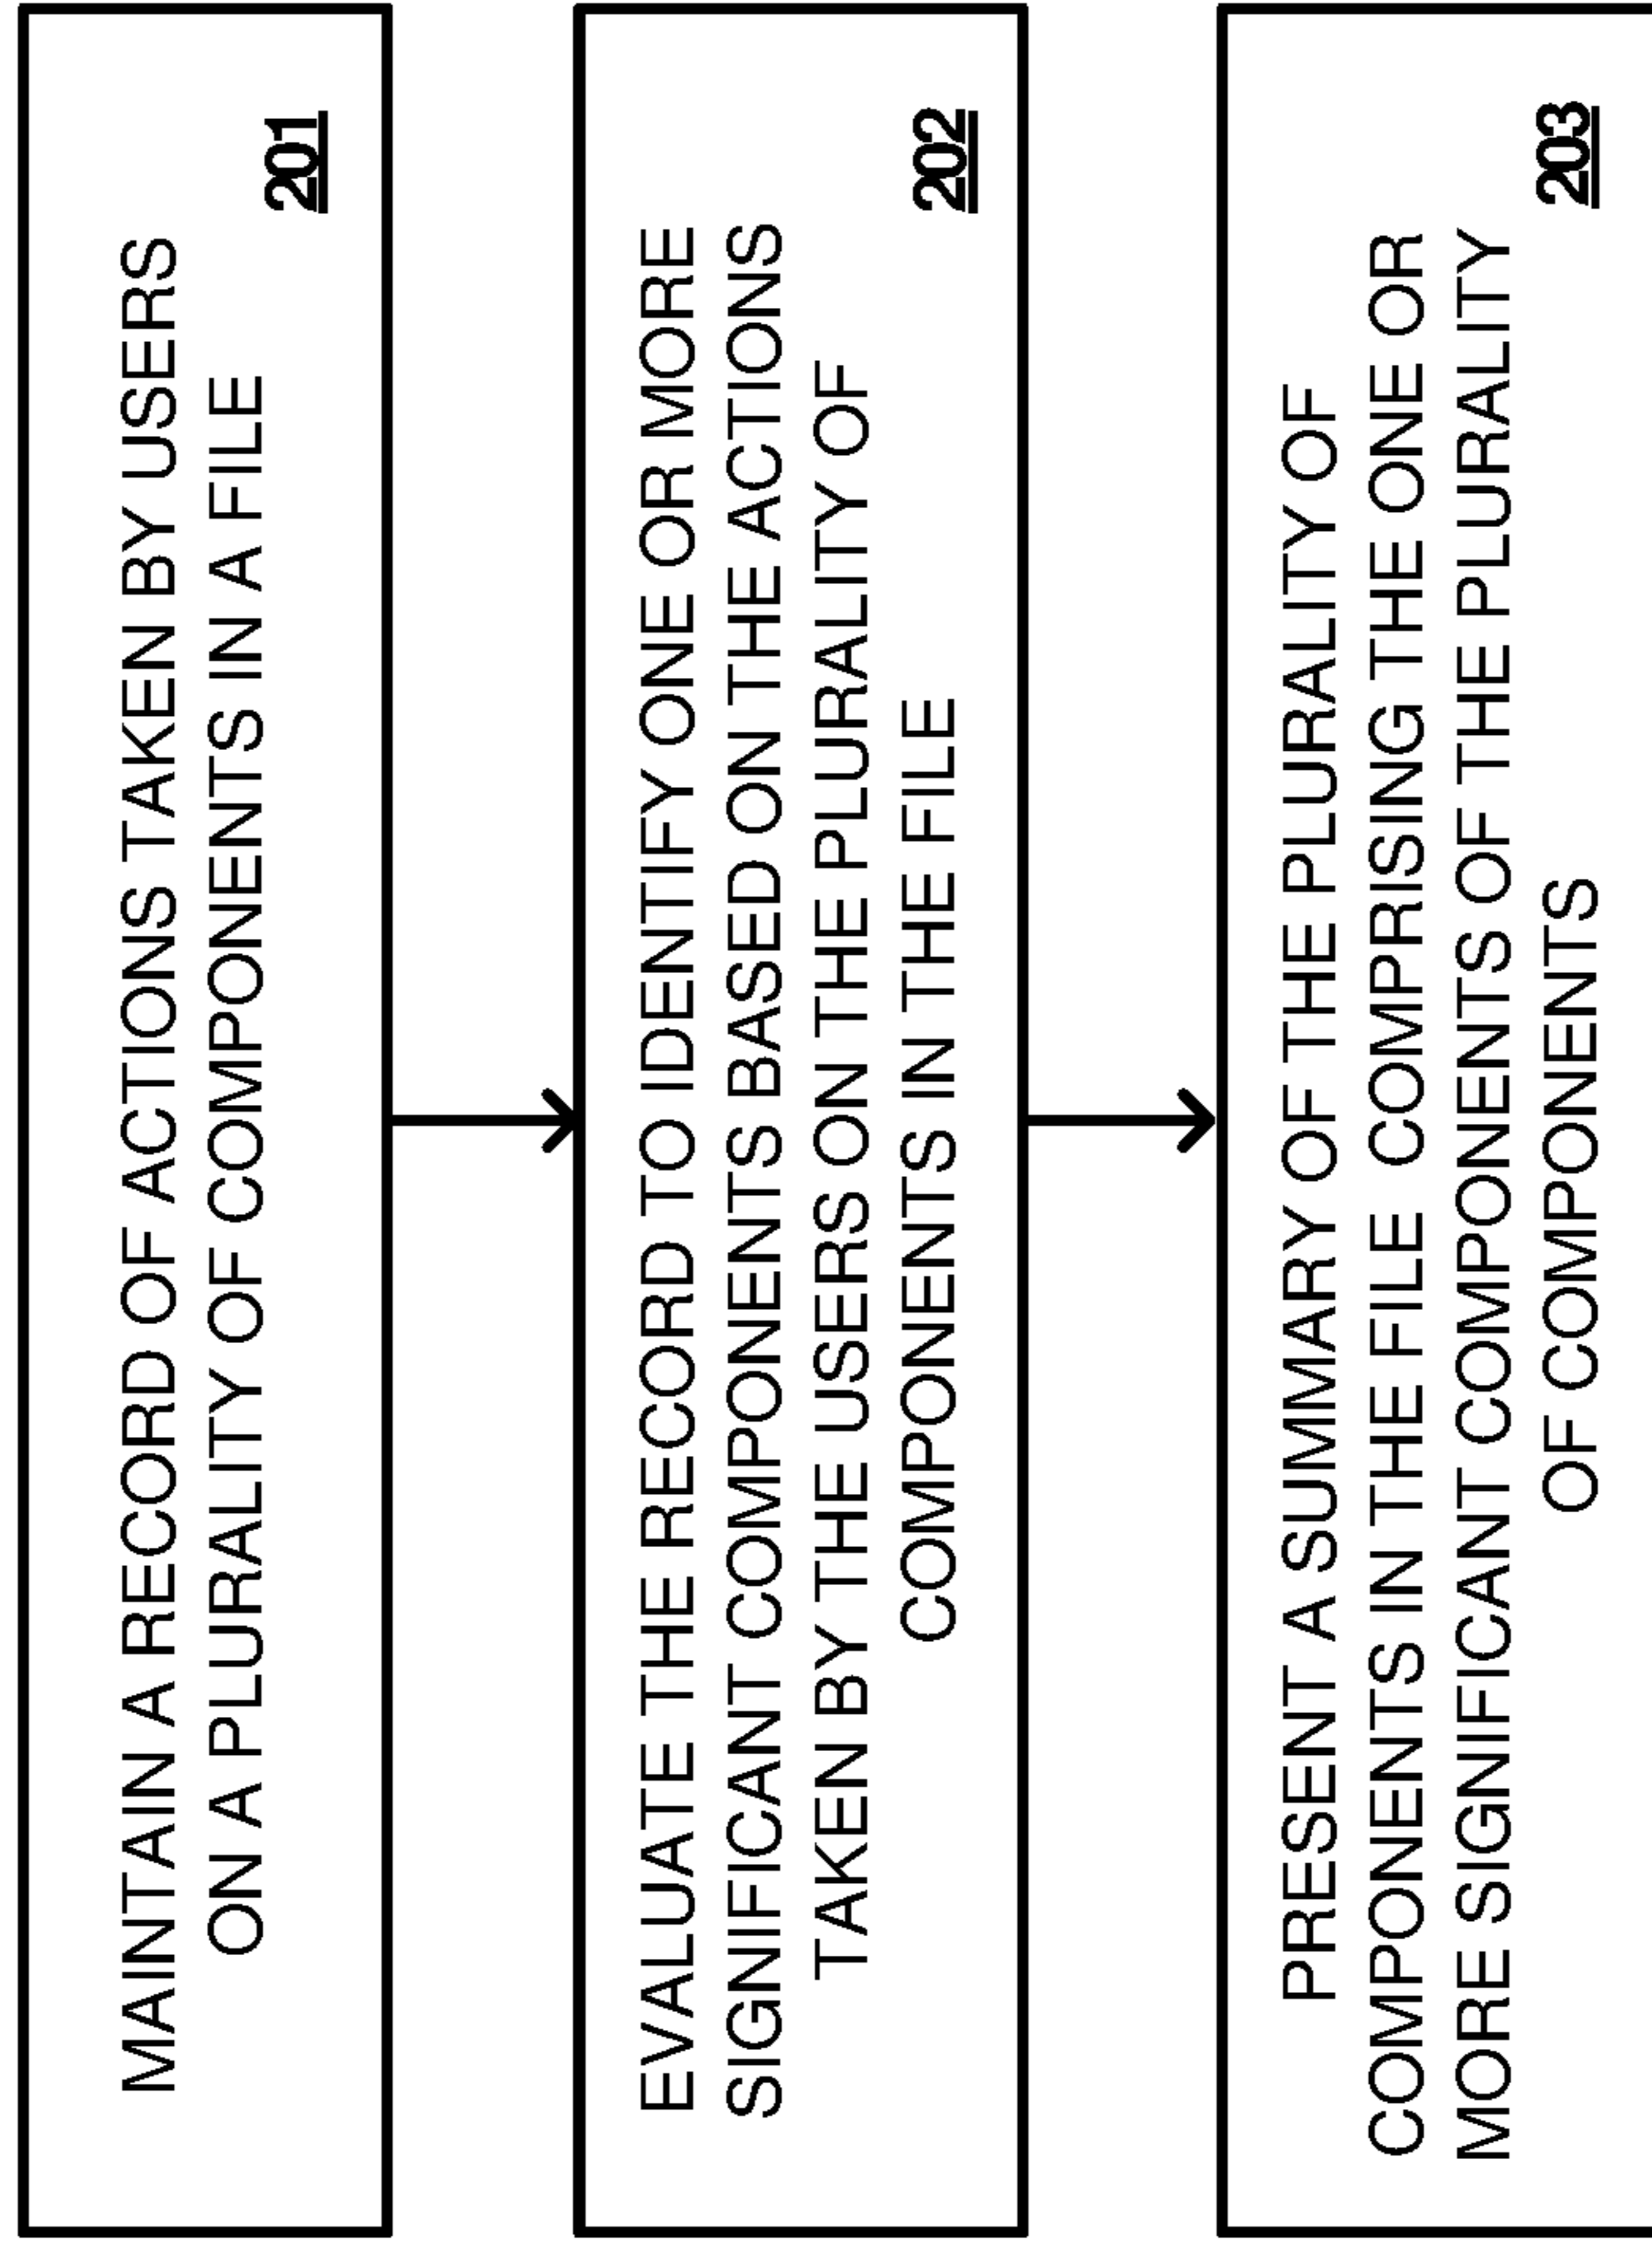 MAINTAIN A RECORD OF ACTIONS TAKEN BY USERS
ON A PLURALITY OF COMPONENTS IN A FILE
201
EVALUATE THE RECORD TO IDENTIFY ONE OR MORE
SIGNIFICANT COMPONENTS BASED ON THE ACTIONS
TAKEN BY THE USERS ON THE PLURALITY OF
COMPONENTS IN THE FILE
202
PRESENT A SUMMARY OF THE PLURALITY OF
COMPONENTS IN THE FILE COMPRISING THE ONE OR
MORE SIGNIFICANT COMPONENTS OF THE PLURALITY
OF COMPONENTS
203